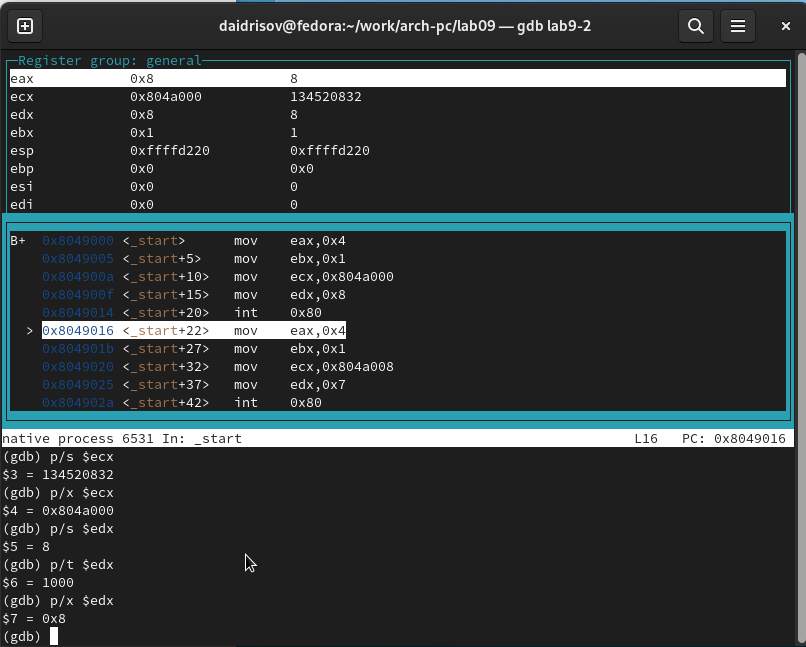 daidrisov@fedora:~/work/arch-pc/lab09 — gdb lab9-2
Register group: general
eax 0x8 8
ecx 0x804a000 134520832
edx 0x8 8
ebx 0x1 1
esp 0xffffd220 0xffffd220
ebp 0x0 0x0
esi 0x0 0
edi 0x0 0
B+ 0x8049000 <_start> mov eax,0x4
0x8049005 <_start+5> mov ebx,0x1
0x804900a <_start+10> mov ecx,0x804a000
0x804900f <_start+15> mov edx,0x8
0x8049014 <_start+20> int 0x80
> 0x8049016 <_start+22> mov eax,0x4
0x804901b <_start+27> mov ebx,0x1
0x8049020 <_start+32> mov ecx,0x804a008
0x8049025 <_start+37> mov edx,0x7
0x804902a <_start+42> int 0x80
native process 6531 In: _start L16 PC: 0x8049016
(gdb) p/s $ecx
$3 = 134520832
(gdb) p/x $ecx
$4 = 0x804a000
(gdb) p/s $edx
$5 = 8
(gdb) p/t $edx
$6 = 1000
(gdb) p/x $edx
$7 = 0x8
(gdb)